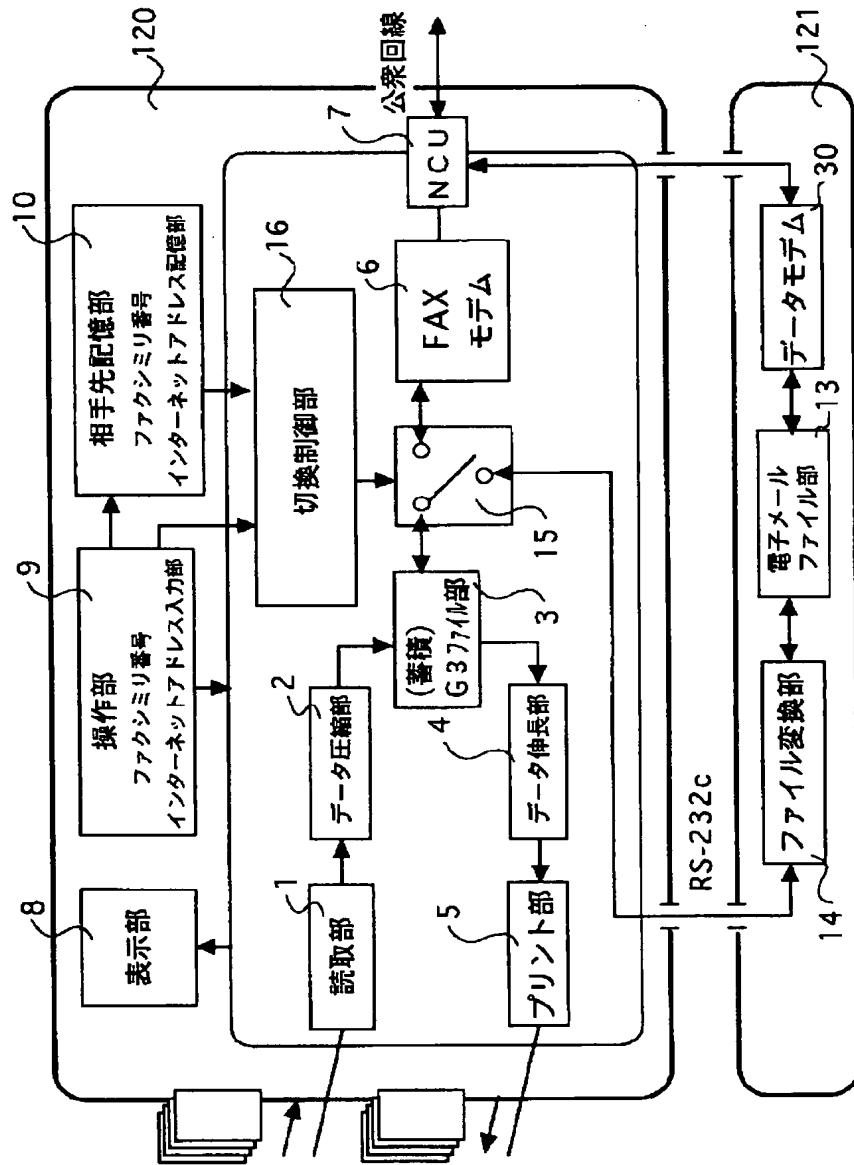 120
8
表示部
9
操作部
ファクシミリ番号
インターネットアドレス入力部
10
相手先記憶部
ファクシミリ番号
インターネットアドレス記憶部
16
切換制御部
1
読取部
2
データ圧縮部
(蓄積)
G3ファイル部
3
15
6
FAX
モデム
7
NCU
公衆回線
4
データ伸長部
5
プリント部
RS-232c
14
ファイル変換部
電子メール
ファイル部
13
データモデム
30
121